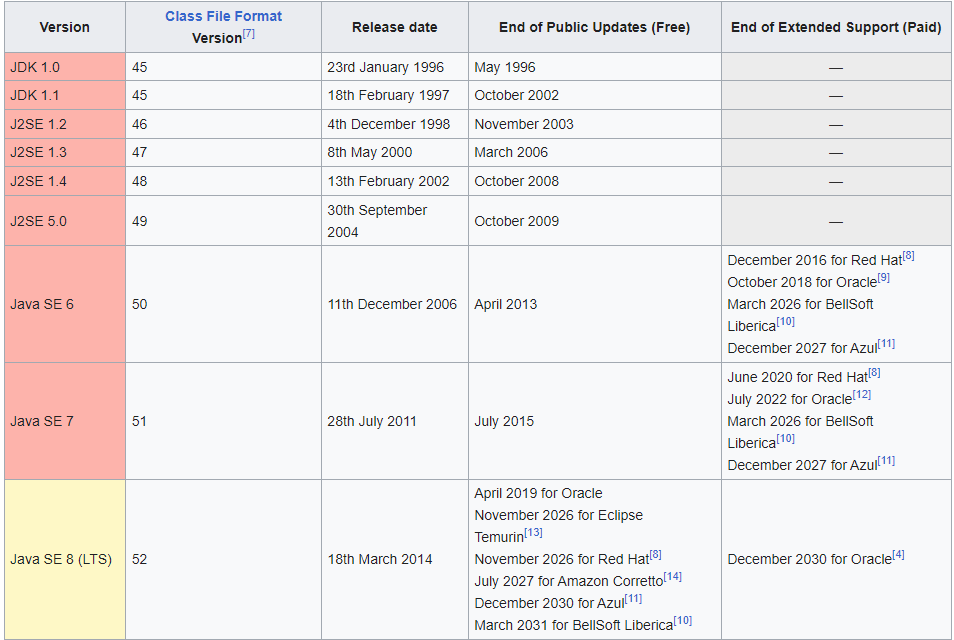 Version
Class File Format
Version[7]
Release date
End of Public Updates (Free)
End of Extended Support (Paid)
JDK 1.0
45
23rd January 1996
May 1996
—
JDK 1.1
45
18th February 1997
October 2002
—
J2SE 1.2
46
4th December 1998
November 2003
—
J2SE 1.3
47
8th May 2000
March 2006
—
J2SE 1.4
48
13th February 2002
October 2008
—
J2SE 5.0
49
30th September
2004
October 2009
—
Java SE 6
50
11th December 2006
April 2013
December 2016 for Red Hat[8]
October 2018 for Oracle[9]
March 2026 for BellSoft
Liberica[10]
December 2027 for Azul[11]
Java SE 7
51
28th July 2011
July 2015
June 2020 for Red Hat[8]
July 2022 for Oracle[12]
March 2026 for BellSoft
Liberica[10]
December 2027 for Azul[11]
Java SE 8 (LTS)
52
18th March 2014
April 2019 for Oracle
November 2026 for Eclipse
Temurin[13]
November 2026 for Red Hat[8]
July 2027 for Amazon Corretto[14]
December 2030 for Azul[11]
March 2031 for BellSoft Liberica[10]
December 2030 for Oracle[4]